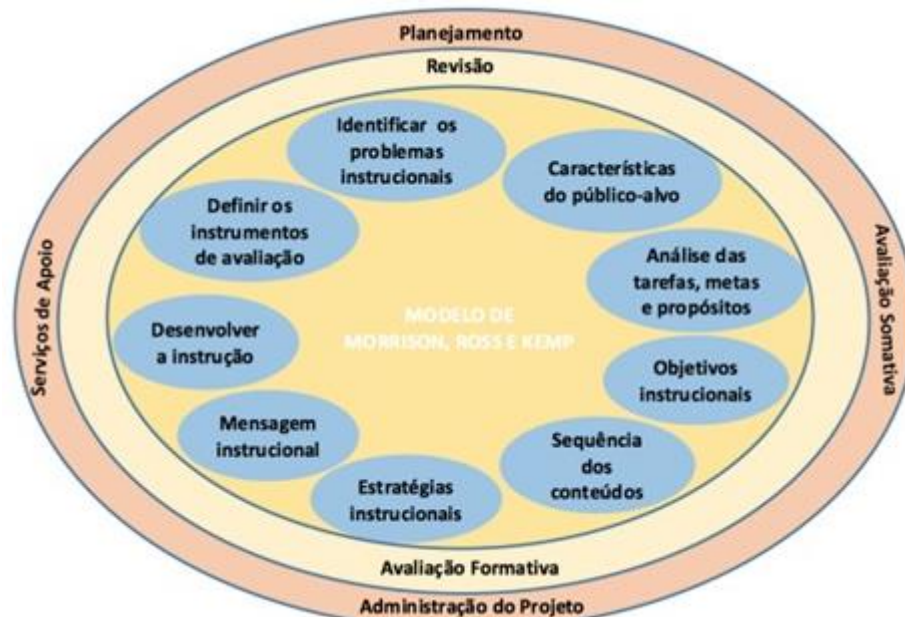 Planejamento
Revisão
Identificar os
problemas
instrucionais
Características
do público-alvo
Análise das
tarefas, metas
e propósitos
Objetivos
instrucionais
Sequência
dos
conteúdos
Estratégias
instrucionais
Mensagem
instrucional
Desenvolver
a instrução
Definir os
instrumentos
de avaliação
MODELO DE
MORRISON, ROSS E KEMP
Avaliação Formativa
Administração do Projeto
Serviços de Apoio
Avaliação Somativa